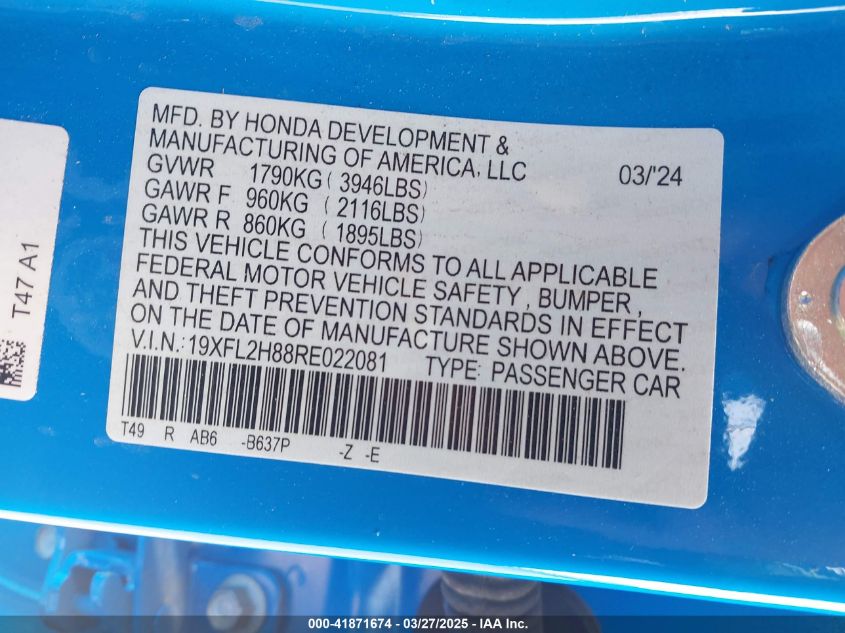 MFD. BY HONDA DEVELOPMENT &
MANUFACTURING OF AMERICA, LLC
03/'24
GVWR 1790KG ( 3946LBS)
GAWR F 960KG ( 2116LBS)
GAWR R 860KG ( 1895LBS)
THIS VEHICLE CONFORMS TO ALL APPLICABLE
FEDERAL MOTOR VEHICLE SAFETY, BUMPER,
AND THEFT PREVENTION STANDARDS IN EFFECT
ON THE DATE OF MANUFACTURE SHOWN ABOVE.
V.I.N.:19XFL2H88RE022081 TYPE: PASSENGER CAR
T49 R AB6 -B637P -Z -E
T47 A1
000-41871674 — 03/27/2025 — IAA Inc.